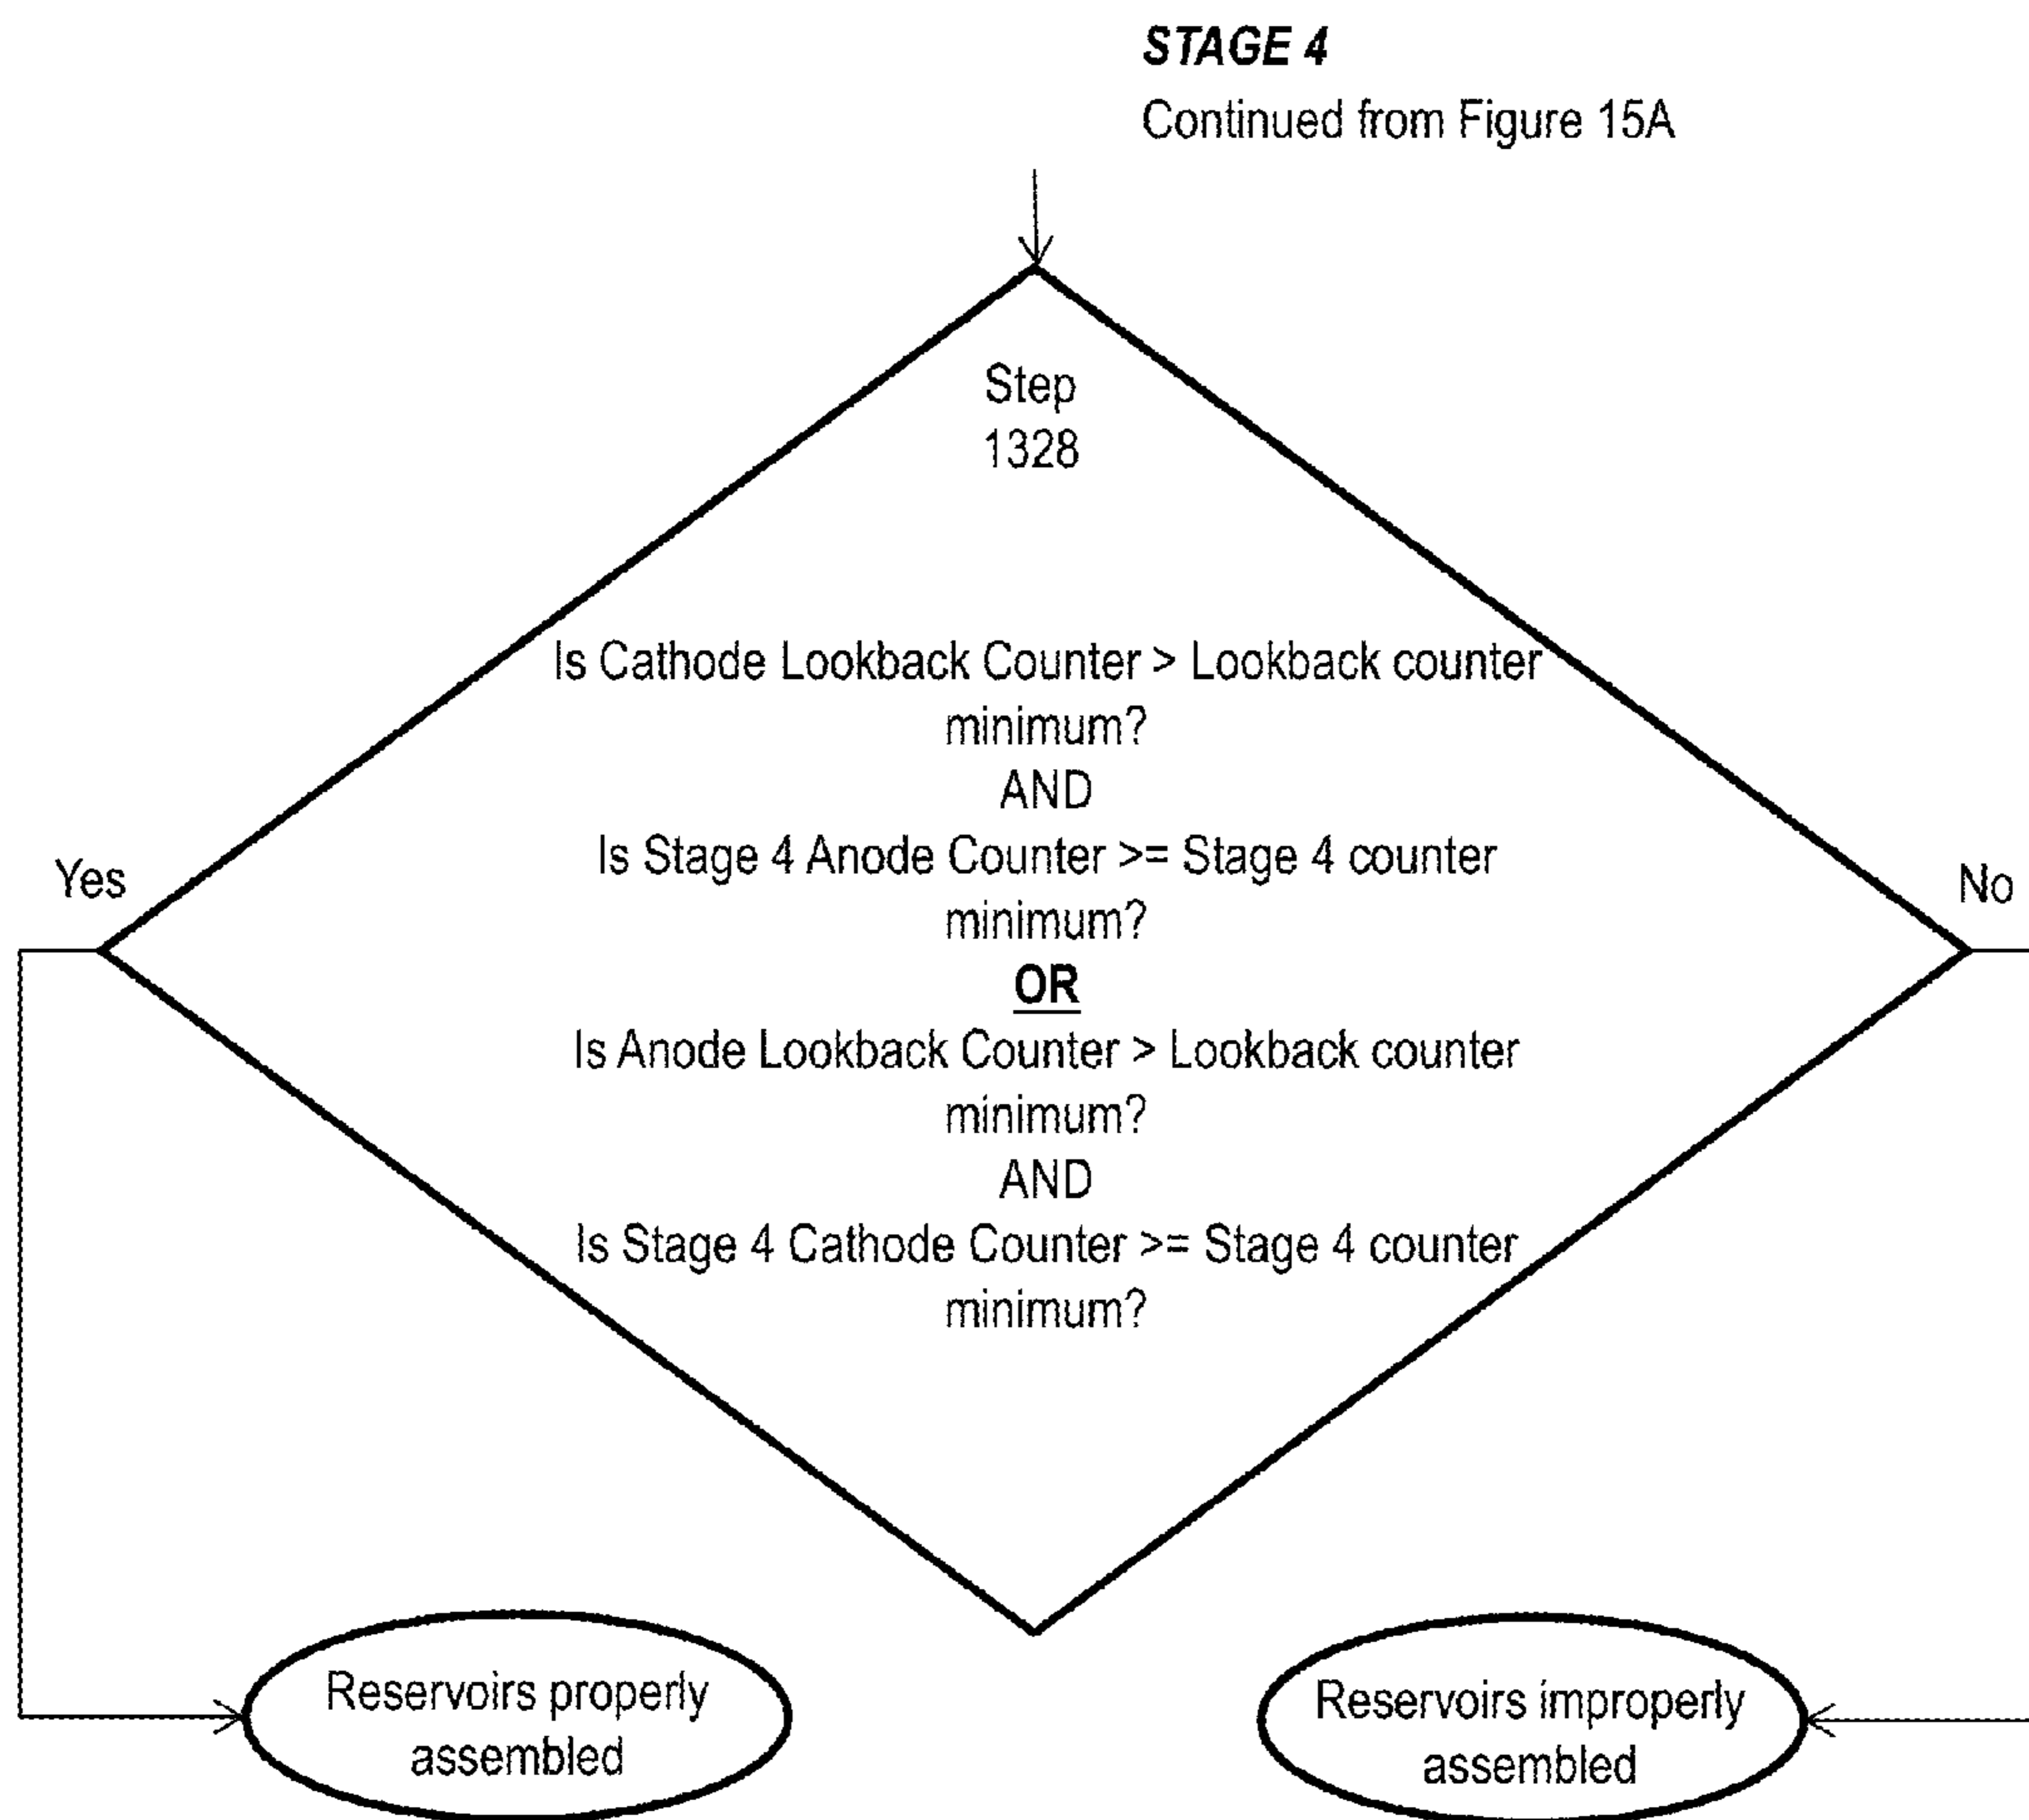 STAGE 4
Continued from Figure 15A
Step
1328
Is Cathode Lookback Counter > Lookback counter
minimum?
AND
Is Stage 4 Anode Counter >= Stage 4 counter
minimum?
OR
Is Anode Lookback Counter > Lookback counter
minimum?
AND
Is Stage 4 Cathode Counter >= Stage 4 counter
minimum?
Yes
No
Reservoirs properly
assembled
Reservoirs improperly
assembled